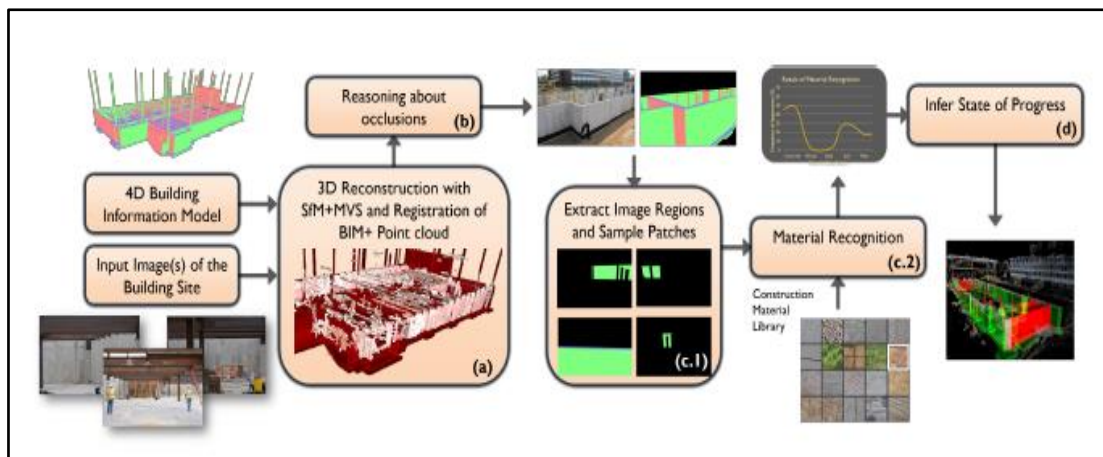 4D Building
Information Model
Input Image(s) of the
Building Site
3D Reconstruction with
SfM+MVS and Registration of
BIM+ Point cloud
(a)
Reasoning about
occlusions
(b)
Extract Image Regions
and Sample Patches
(c.1)
Material Recognition
(c.2)
Construction
Material
Library
Infer State of Progress
(d)